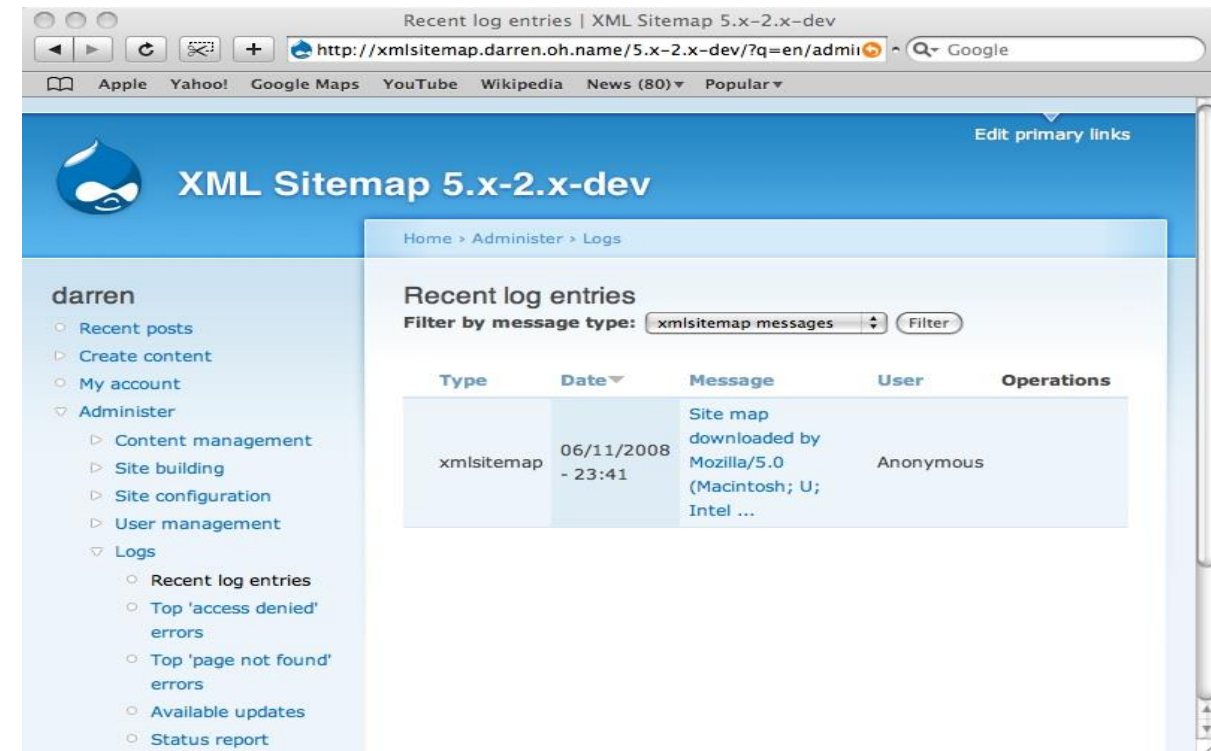 Recent log entries | XML Sitemap 5.x-2.x-dev
http://xmlsitemap.darren.oh.name/5.x-2.x-dev/?q=en/admi
Google
Apple Yahoo! Google Maps YouTube Wikipedia News (80) Popular
Edit primary links
XML Sitemap 5.x-2.x-dev
Home › Administer › Logs
darren
Recent posts
Create content
My account
Administer
Content management
Site building
Site configuration
User management
Logs
Recent log entries
Top 'access denied'
errors
Top 'page not found'
errors
Available updates
Status report
Recent log entries
Filter by message type: xmlsitemap messages Filter
Type Date Message User Operations
xmlsitemap
06/11/2008
- 23:41
Site map
downloaded by
Mozilla/5.0
(Macintosh; U;
Intel ...
Anonymous